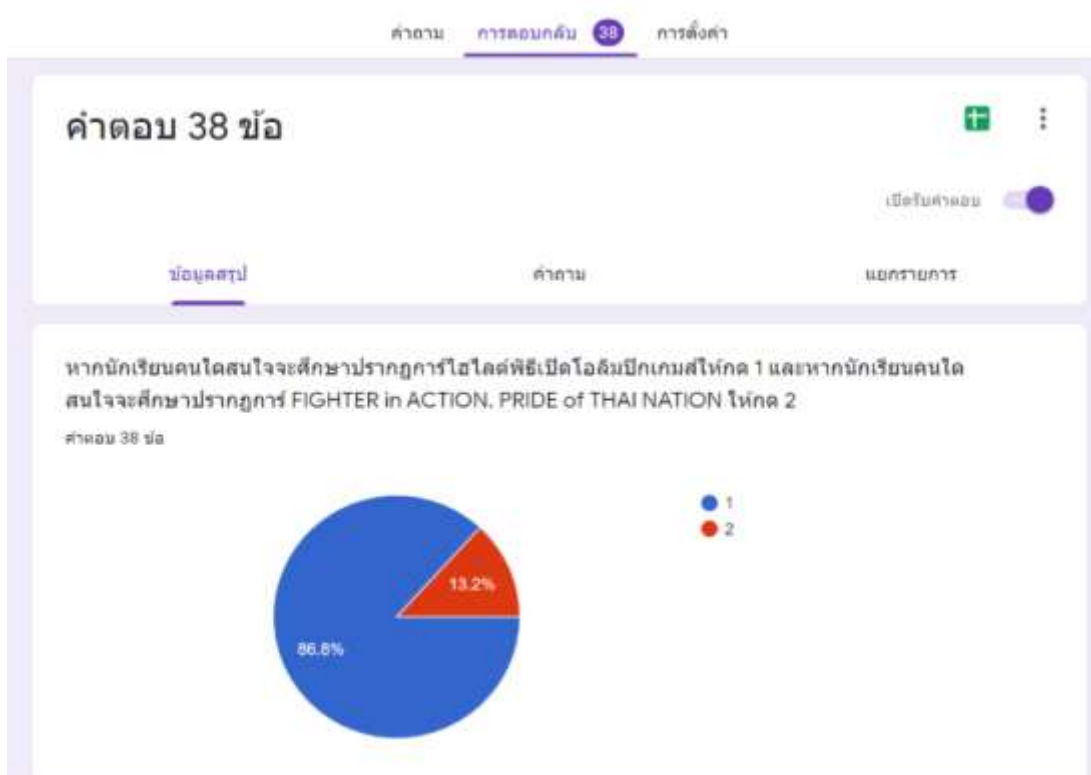 คำถาม การตอบกลับ 38 การตั้งค่า
คำตอบ 38 ข้อ
เปิดรับคำตอบ
ข้อมูลสรุป คำถาม แยกรายการ
หากนักเรียนคนใดสนใจจะศึกษาปรากฏการ์ไฮไลต์พิธีเปิดโอลิมปิกเกมส์ให้กด 1 และหากนักเรียนคนใด
สนใจจะศึกษาปรากฏการ์ FIGHTER in ACTION, PRIDE of THAI NATION ให้กด 2
คำตอบ 38 ข้อ
1
2
13.2%
86.8%